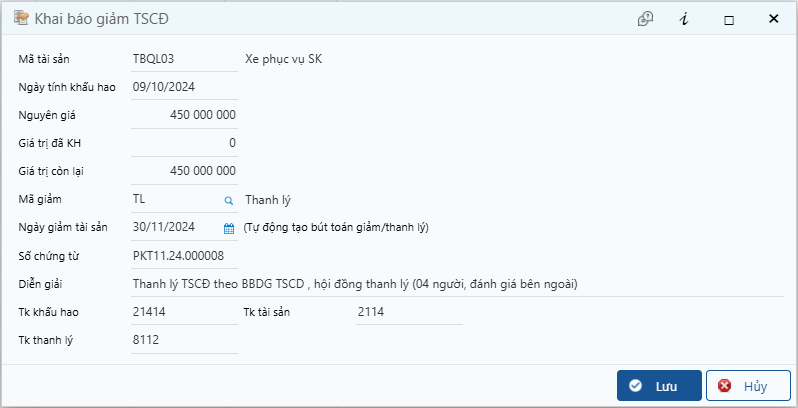 Khai báo giảm TSCĐ
Mã tài sản TBQL03 Xe phục vụ SK
Ngày tính khấu hao 09/10/2024
Nguyên giá 450 000 000
Giá trị đã KH 0
Giá trị còn lại 450 000 000
Mã giảm TL Thanh lý
Ngày giảm tài sản 30/11/2024 (Tự động tạo bút toán giảm/thanh lý)
Số chứng từ PKT11.24.000008
Diễn giải Thanh lý TSCĐ theo BBDG TSCD , hội đồng thanh lý (04 người, đánh giá bên ngoài)
Tk khấu hao 21414 Tk tài sản 2114
Tk thanh lý 8112
Lưu Hủy